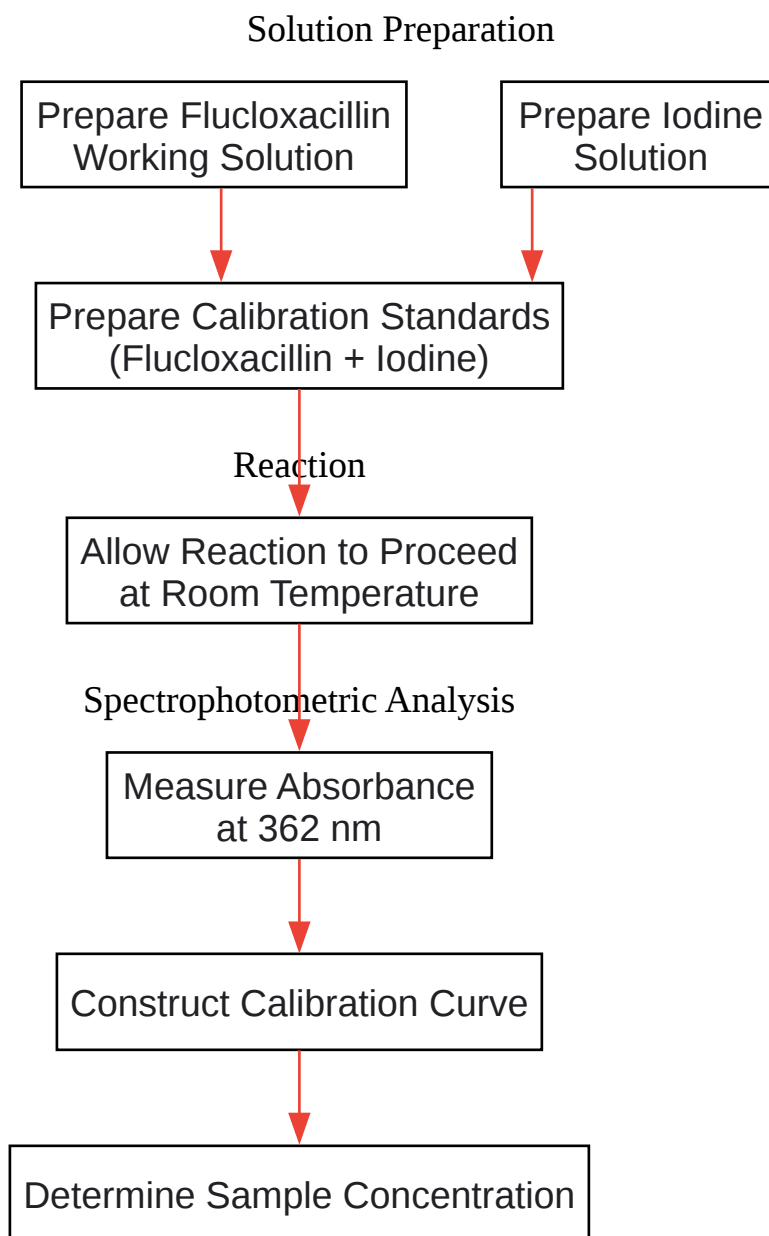 Solution Preparation
Prepare Flucloxacillin
Working Solution
Prepare Iodine
Solution
Prepare Calibration Standards
(Flucloxacillin + Iodine)
Reaction
Allow Reaction to Proceed
at Room Temperature
Spectrophotometric Analysis
Measure Absorbance
at 362 nm
Construct Calibration Curve
Determine Sample Concentration